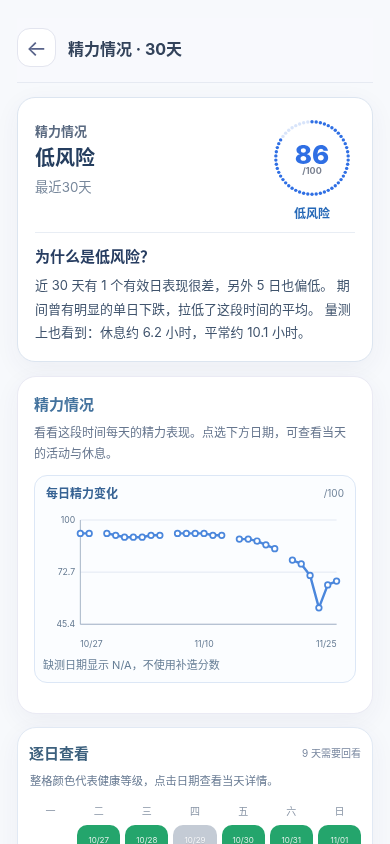 精力情况 · 30天
精力情况
低风险
最近30天
86
/100
低风险
为什么是低风险？
近 30 天有 1 个有效日表现很差，另外 5 日也偏低。 期
间曾有明显的单日下跌，拉低了这段时间的平均。 量测
上也看到：休息约 6.2 小时，平常约 10.1 小时。
精力情况
看看这段时间每天的精力表现。点选下方日期，可查看当天
的活动与休息。
每日精力变化
/100
100
72.7
45.4
10/27
11/10
11/25
缺测日期显示 N/A，不使用补造分数
逐日查看
9 天需要回看
整格颜色代表健康等级，点击日期查看当天详情。
一 二 三 四 五 六 日
10/27 10/28 10/29 10/30 10/31 11/01